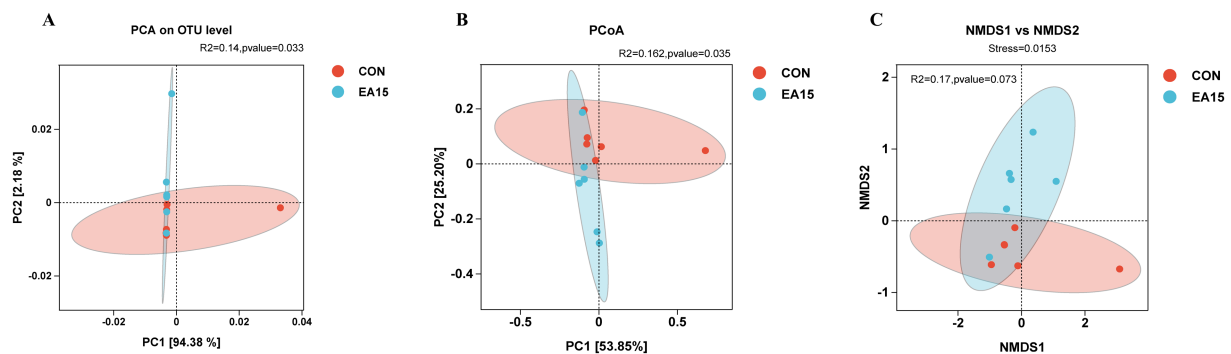 A
PCA on OTU level
R2=0.14,pvalue=0.033
CON
EA15
0.02
0
-0.02
PC2 [2.18 %]
-0.02
0
0.02
0.04
PC1 [94.38 %]
B
PCoA
R2=0.162,pvalue=0.035
CON
EA15
0.2
0
-0.2
-0.4
PC2 [25.20%]
-0.5
0
0.5
PC1 [53.85%]
C
NMDS1 vs NMDS2
Stress=0.0153
R2=0.17,pvalue=0.073
CON
EA15
2
1
0
-1
NMDS2
-2
0
2
NMDS1